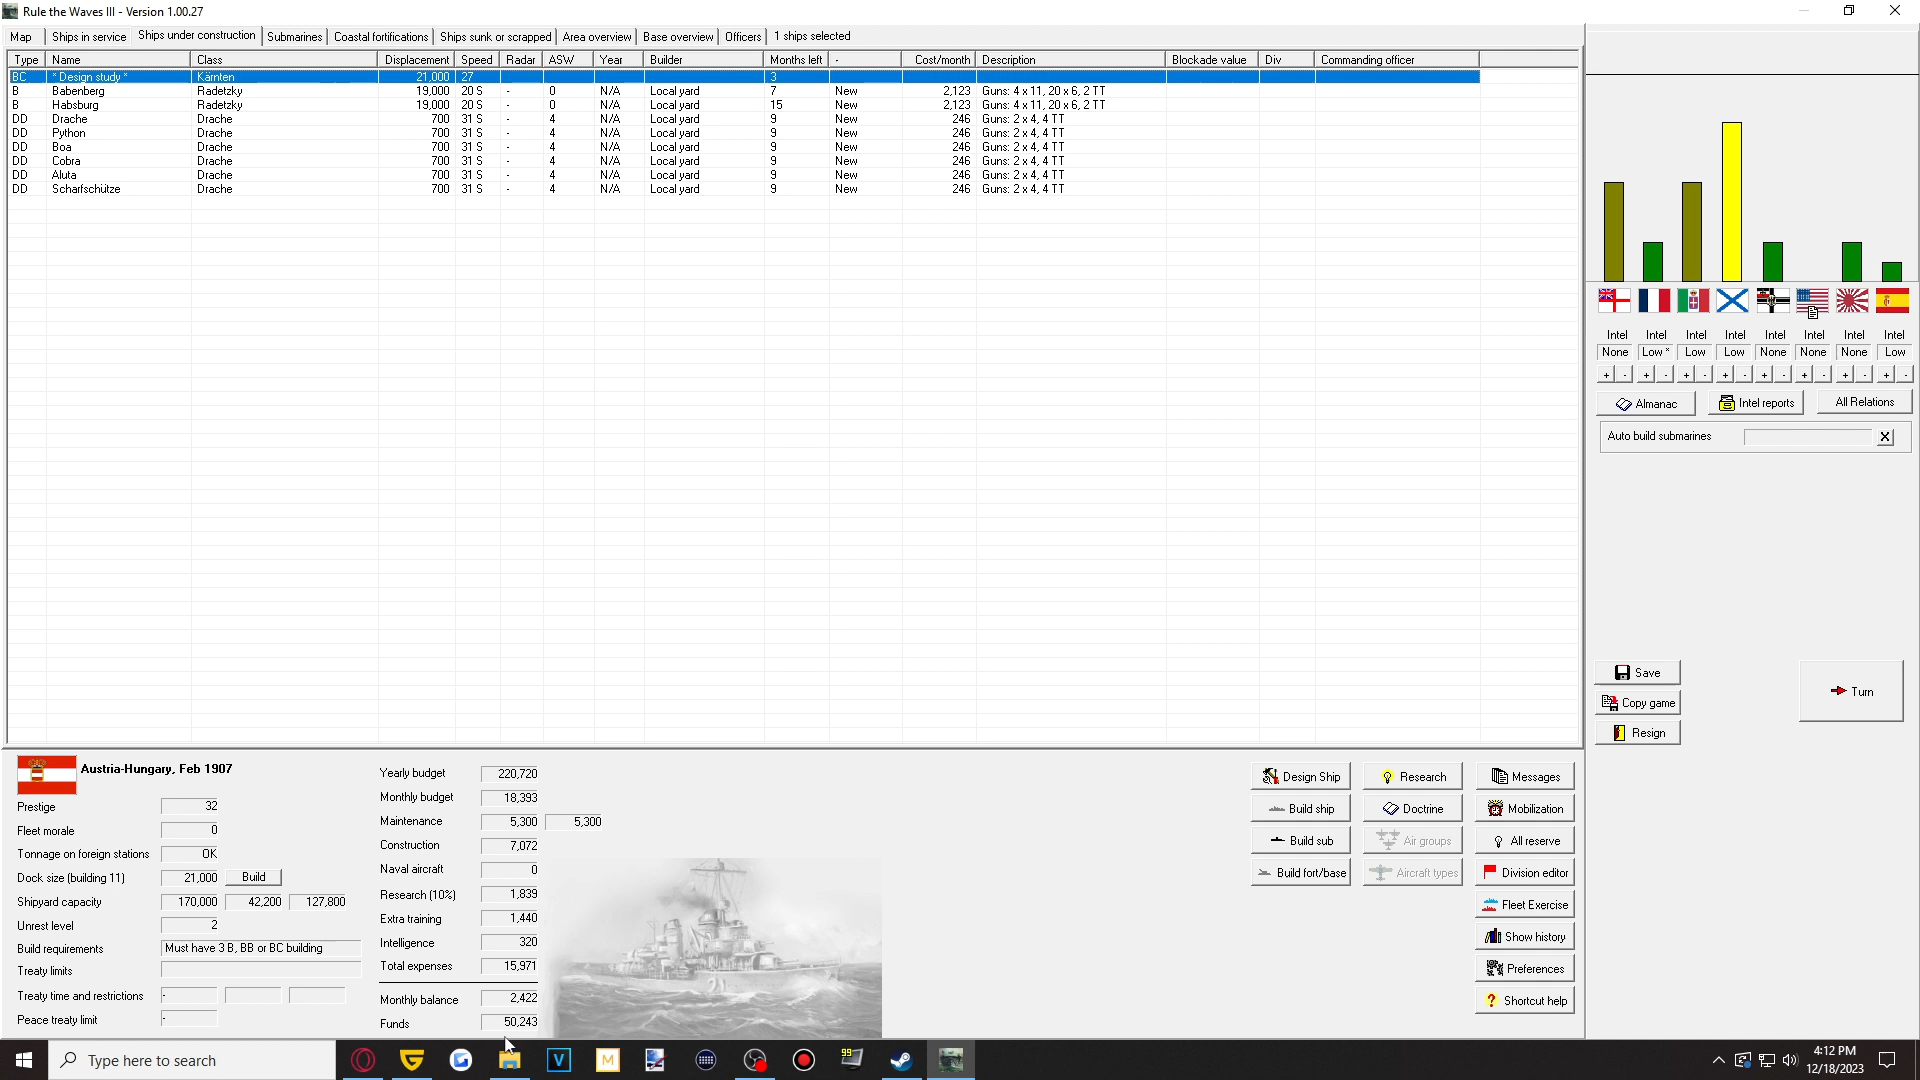 Rule the Waves III - Version 1.00.27
Map Ships in service Ships under construction Submarines Coastal fortifications Ships sunk or scrapped Area overview Base overview Officers 1 ships selected
Type Name Class Displacement Speed Radar ASW Year Builder Months left - Cost/month Description Blockade value Div Commanding officer
BC * Design study * Kärnten 21,000 27 3
B Babenberg Radetzky 19,000 20 S - 0 N/A Local yard 7 New 2,123 Guns: 4 x 11, 20 x 6, 2 TT
B Habsburg Radetzky 19,000 20 S - 0 N/A Local yard 15 New 2,123 Guns: 4 x 11, 20 x 6, 2 TT
DD Drache Drache 700 31 S - 4 N/A Local yard 9 New 246 Guns: 2 x 4, 4 TT
DD Python Drache 700 31 S - 4 N/A Local yard 9 New 246 Guns: 2 x 4, 4 TT
DD Boa Drache 700 31 S - 4 N/A Local yard 9 New 246 Guns: 2 x 4, 4 TT
DD Cobra Drache 700 31 S - 4 N/A Local yard 9 New 246 Guns: 2 x 4, 4 TT
DD Aluta Drache 700 31 S - 4 N/A Local yard 9 New 246 Guns: 2 x 4, 4 TT
DD Scharfschütze Drache 700 31 S - 4 N/A Local yard 9 New 246 Guns: 2 x 4, 4 TT
Intel Intel Intel Intel Intel Intel Intel Intel
None Low * Low Low None None None Low
+ - + - + - + - + - + - + - + -
Almanac Intel reports All Relations
Auto build submarines X
Save
Copy game
Resign
Turn
Austria-Hungary, Feb 1907
Prestige 32
Fleet morale 0
Tonnage on foreign stations OK
Dock size (building 11) 21,000 Build
Shipyard capacity 170,000 42,200 127,800
Unrest level 2
Build requirements Must have 3 B, BB or BC building
Treaty limits
Treaty time and restrictions -
Peace treaty limit -
Yearly budget 220,720
Monthly budget 18,393
Maintenance 5,300 5,300
Construction 7,072
Naval aircraft 0
Research (10%) 1,839
Extra training 1,440
Intelligence 320
Total expenses 15,971
Monthly balance 2,422
Funds 50,243
Design Ship Research Messages
Build ship Doctrine Mobilization
Build sub Air groups All reserve
Build fort/base Aircraft types Division editor
Fleet Exercise
Show history
Preferences
Shortcut help
Type here to search
V
M
99
4:12 PM
12/18/2023